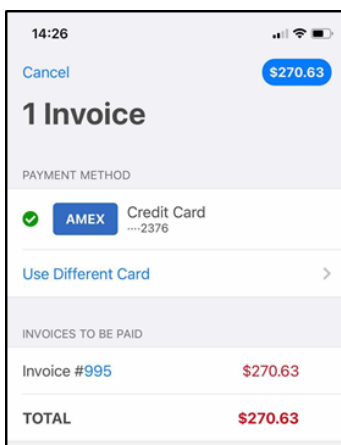 14:26
Cancel $270.63
1 Invoice
PAYMENT METHOD
AMEX Credit Card
····2376
Use Different Card
INVOICES TO BE PAID
Invoice #995 $270.63
TOTAL $270.63